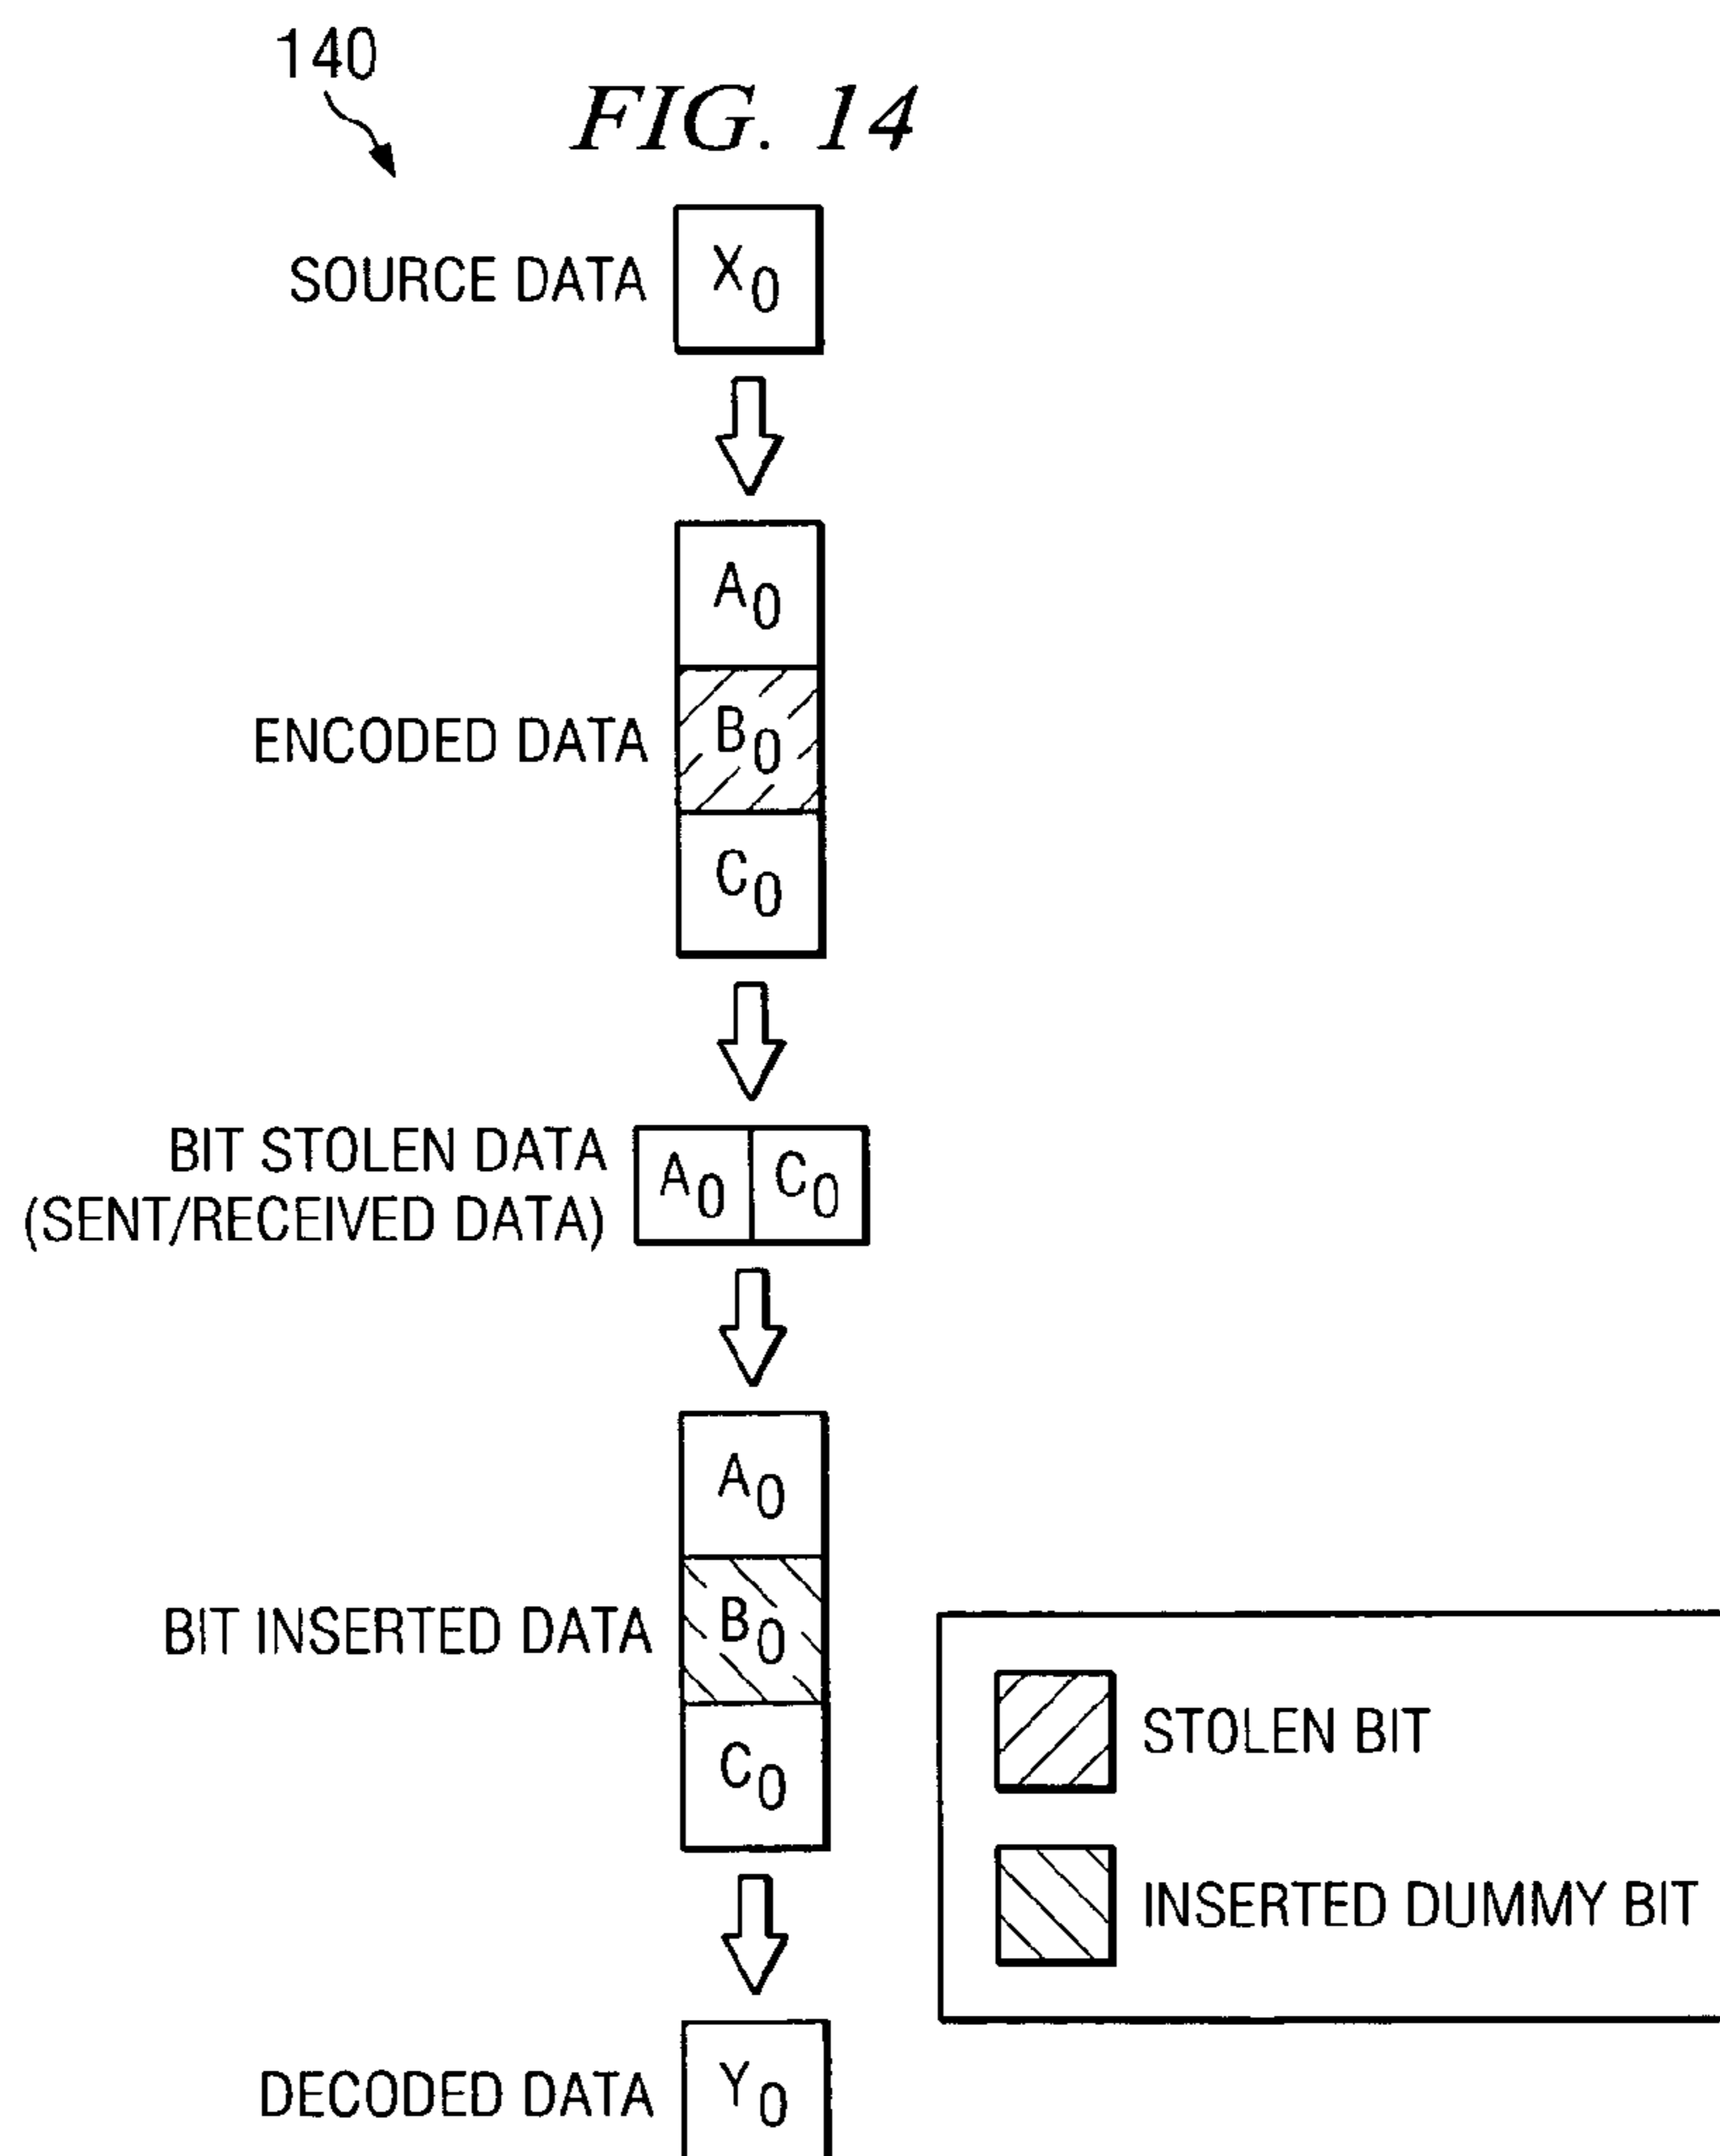 140
FIG. 14
SOURCE DATA
X0
ENCODED DATA
A0
B0
C0
BIT STOLEN DATA
(SENT/RECEIVED DATA)
A0 C0
BIT INSERTED DATA
A0
B0
C0
STOLEN BIT
INSERTED DUMMY BIT
DECODED DATA
Y0